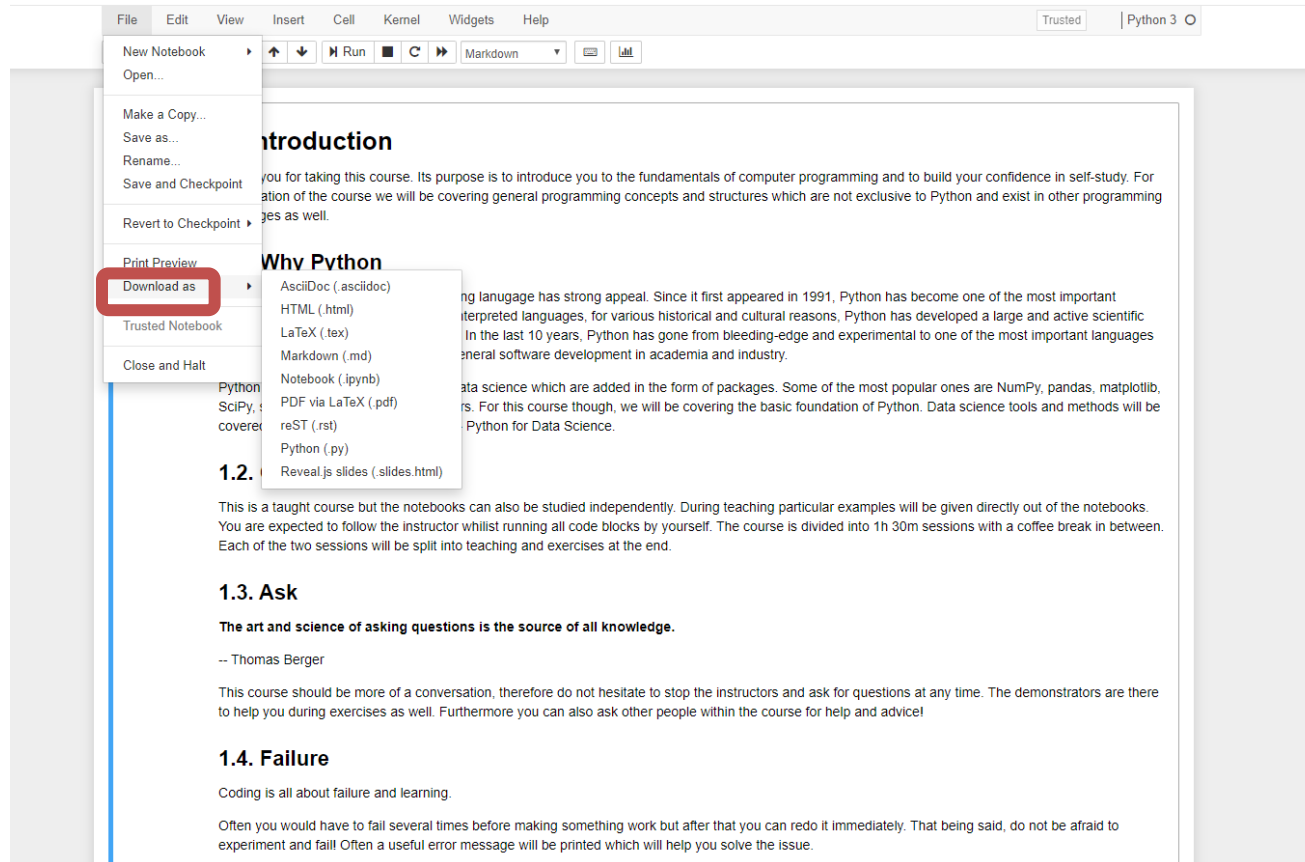 File Edit View Insert Cell Kernel Widgets Help Trusted Python 3
Run Markdown
New Notebook
Open...
Make a Copy...
Save as...
Rename...
Save and Checkpoint
Revert to Checkpoint
Print Preview
Download as
Trusted Notebook
Close and Halt
AsciiDoc (.asciidoc)
HTML (.html)
LaTeX (.tex)
Markdown (.md)
Notebook (.ipynb)
PDF via LaTeX (.pdf)
reST (.rst)
Python (.py)
Reveal.js slides (.slides.html)
ntroduction
you for taking this course. Its purpose is to introduce you to the fundamentals of computer programming and to build your confidence in self-study. For
ation of the course we will be covering general programming concepts and structures which are not exclusive to Python and exist in other programming
ges as well.
Why Python
ng lanugage has strong appeal. Since it first appeared in 1991, Python has become one of the most important
nterpreted languages, for various historical and cultural reasons, Python has developed a large and active scientific
In the last 10 years, Python has gone from bleeding-edge and experimental to one of the most important languages
eneral software development in academia and industry.
Python ata science which are added in the form of packages. Some of the most popular ones are NumPy, pandas, matplotlib,
SciPy, s rs. For this course though, we will be covering the basic foundation of Python. Data science tools and methods will be
covered Python for Data Science.
1.2.
This is a taught course but the notebooks can also be studied independently. During teaching particular examples will be given directly out of the notebooks.
You are expected to follow the instructor whilst running all code blocks by yourself. The course is divided into 1h 30m sessions with a coffee break in between.
Each of the two sessions will be split into teaching and exercises at the end.
1.3. Ask
The art and science of asking questions is the source of all knowledge.
-- Thomas Berger
This course should be more of a conversation, therefore do not hesitate to stop the instructors and ask for questions at any time. The demonstrators are there
to help you during exercises as well. Furthermore you can also ask other people within the course for help and advice!
1.4. Failure
Coding is all about failure and learning.
Often you would have to fail several times before making something work but after that you can redo it immediately. That being said, do not be afraid to
experiment and fail! Often a useful error message will be printed which will help you solve the issue.